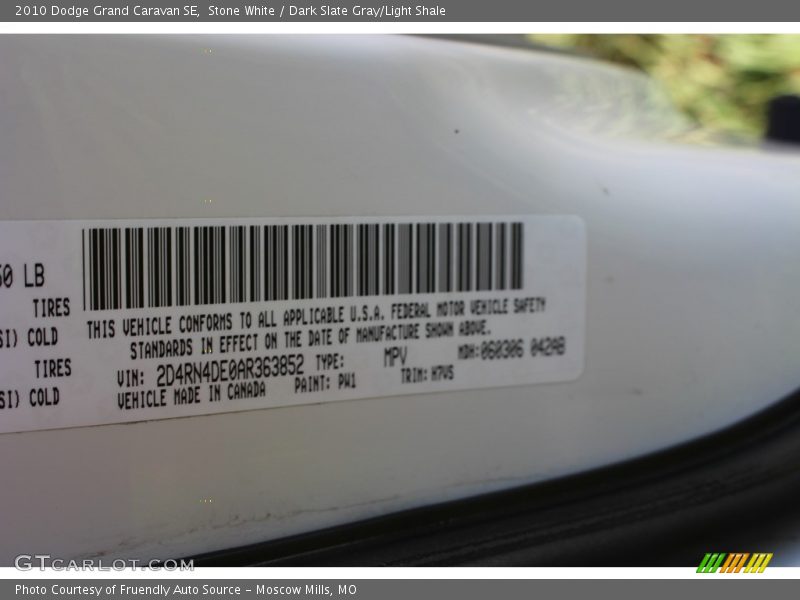 2010 Dodge Grand Caravan SE,  Stone White / Dark Slate Gray/Light Shale
50 LB
TIRES
SI) COLD
TIRES
SI) COLD
THIS VEHICLE CONFORMS TO ALL APPLICABLE U.S.A. FEDERAL MOTOR VEHICLE SAFETY
STANDARDS IN EFFECT ON THE DATE OF MANUFACTURE SHOWN ABOVE.
VIN: 2D4RN4DE0AR363852 TYPE: MPV MDH:060306 042AB
VEHICLE MADE IN CANADA PAINT: PW1 TRIM: H7VS
GTCARLOT.COM
Photo Courtesy of Fruendly Auto Source - Moscow Mills, MO